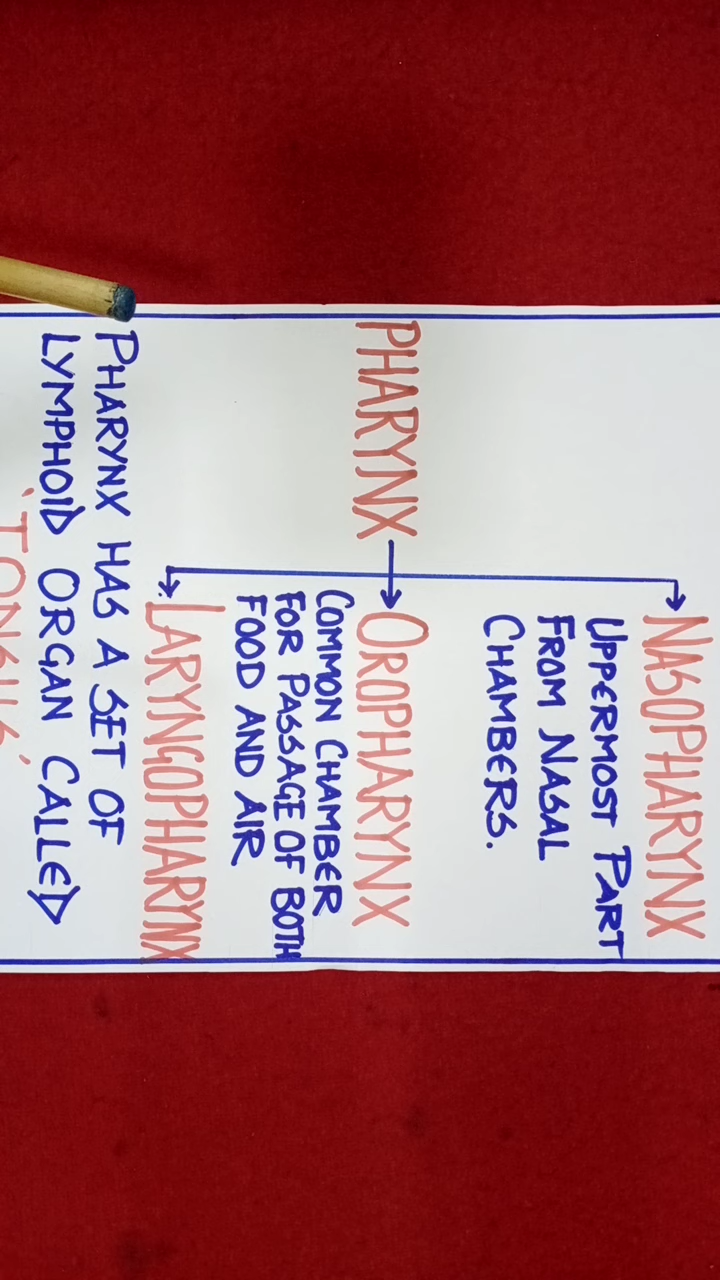 NASOPHARYNX
UPPERMOST PART
FROM NASAL
CHAMBERS.
PHARYNX
OROPHARYNX
COMMON CHAMBER
FOR PASSAGE OF BOTH
FOOD AND AIR
LARYNGOPHARYNX
PHARYNX HAS A SET OF
LYMPHOID ORGAN CALLED
'TONSILS'